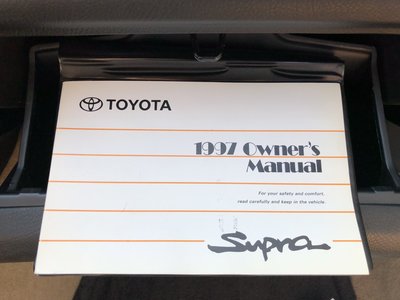 TOYOTA
1997 Owner's
Manual
For your safety and comfort,
read carefully and keep in the vehicle.
Supra